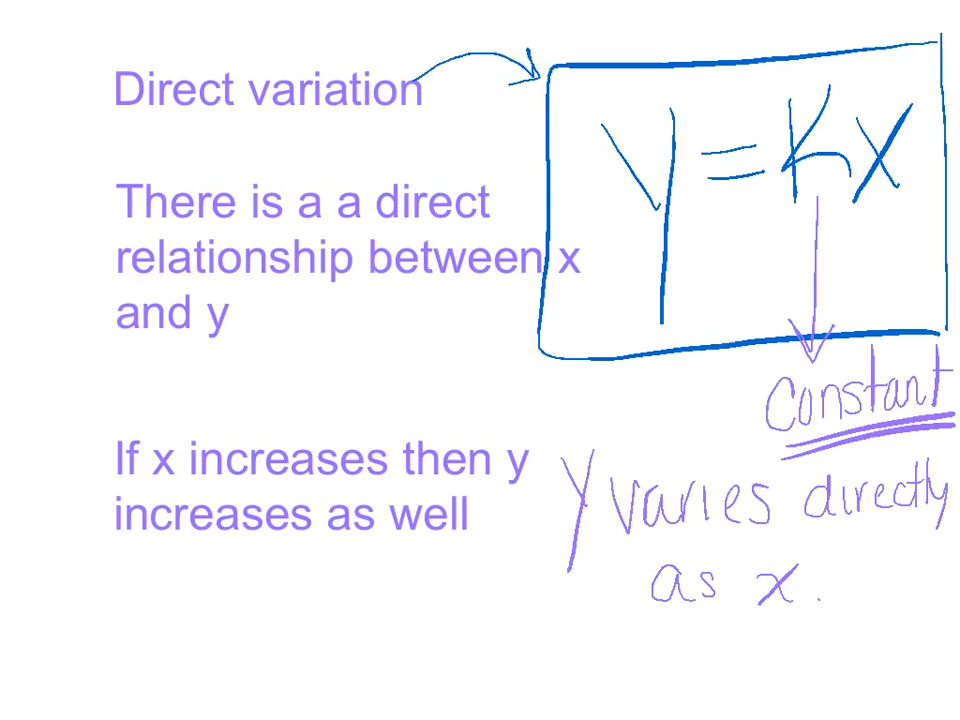 Direct variation
Y = KX
There is a a direct
relationship between x
and y
constant
If x increases then y
increases as well
Y varies directly
as x.